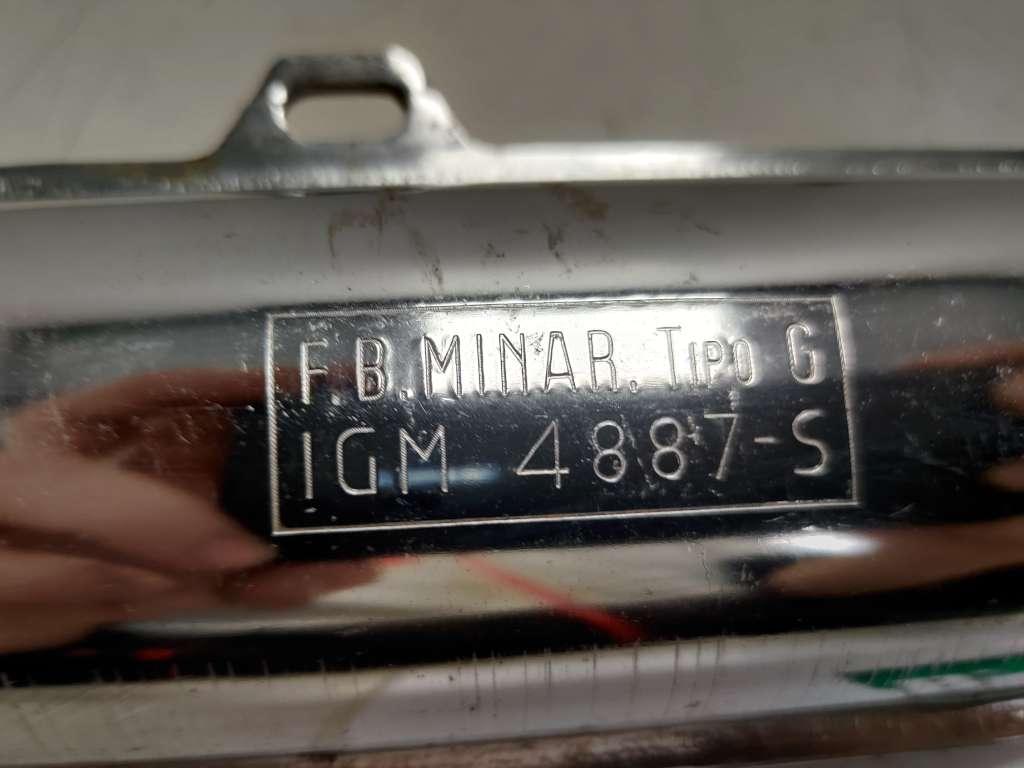 F.B.MINAR. TIPO G
IGM 4887-S